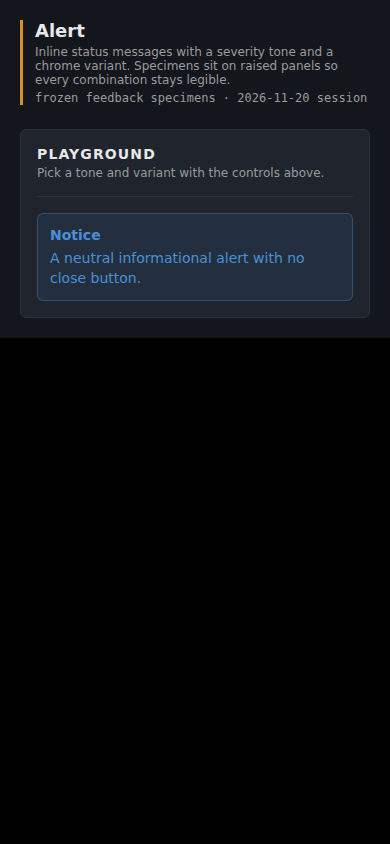 Alert
Inline status messages with a severity tone and a
chrome variant. Specimens sit on raised panels so
every combination stays legible.
frozen feedback specimens · 2026-11-20 session
PLAYGROUND
Pick a tone and variant with the controls above.
Notice
A neutral informational alert with no
close button.